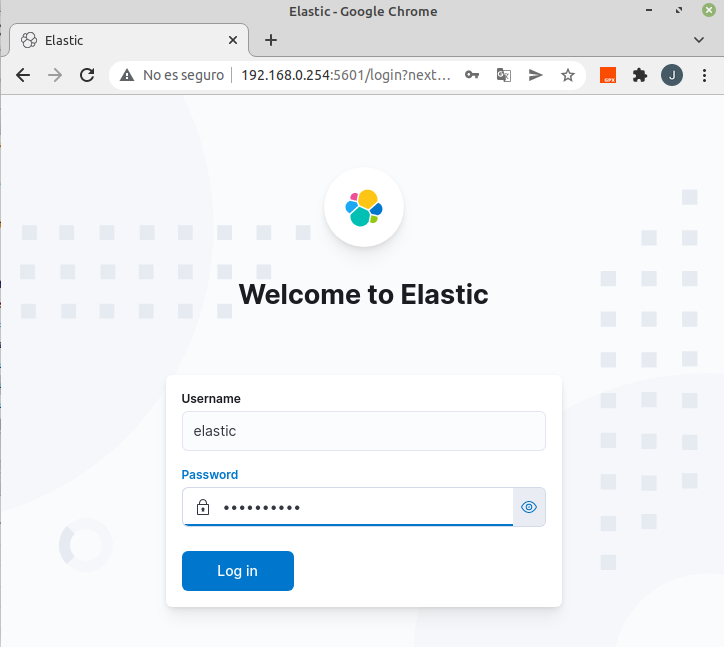 Elastic - Google Chrome
Elastic
No es seguro 192.168.0.254:5601/login?next... GPX J
Welcome to Elastic
Username
elastic
Password
••••••••••
Log in